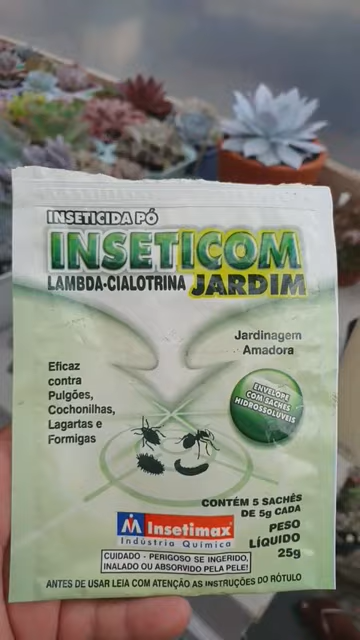 INSETICIDA PÓ
INSETICOM
LAMBDA-CIALOTRINA JARDIM
Jardinagem
Amadora
Eficaz
contra
Pulgões,
Cochonilhas,
Lagartas e
Formigas
ENVELOPE
COM SACHÊS
HIDROSSOLÚVEIS
CONTÉM 5 SACHÊS
DE 5g CADA
PESO
LÍQUIDO
25g
Insetimax
Indústria Química
CUIDADO - PERIGOSO SE INGERIDO,
INALADO OU ABSORVIDO PELA PELE!
ANTES DE USAR LEIA COM ATENÇÃO AS INSTRUÇÕES DO RÓTULO